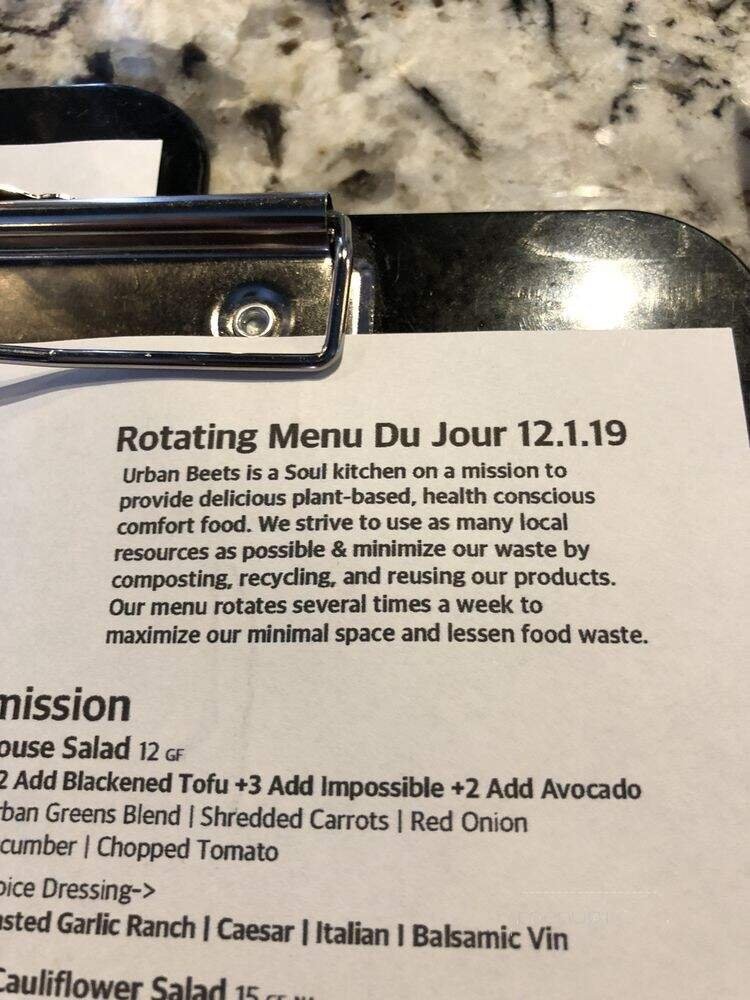 Rotating Menu Du Jour 12.1.19
Urban Beets is a Soul kitchen on a mission to
provide delicious plant-based, health conscious
comfort food. We strive to use as many local
resources as possible & minimize our waste by
composting, recycling, and reusing our products.
Our menu rotates several times a week to
maximize our minimal space and lessen food waste.
mission
ouse Salad 12 GF
2 Add Blackened Tofu +3 Add Impossible +2 Add Avocado
rban Greens Blend | Shredded Carrots | Red Onion
cumber | Chopped Tomato
oice Dressing->
asted Garlic Ranch | Caesar | Italian | Balsamic Vin
Cauliflower Salad 15 GF